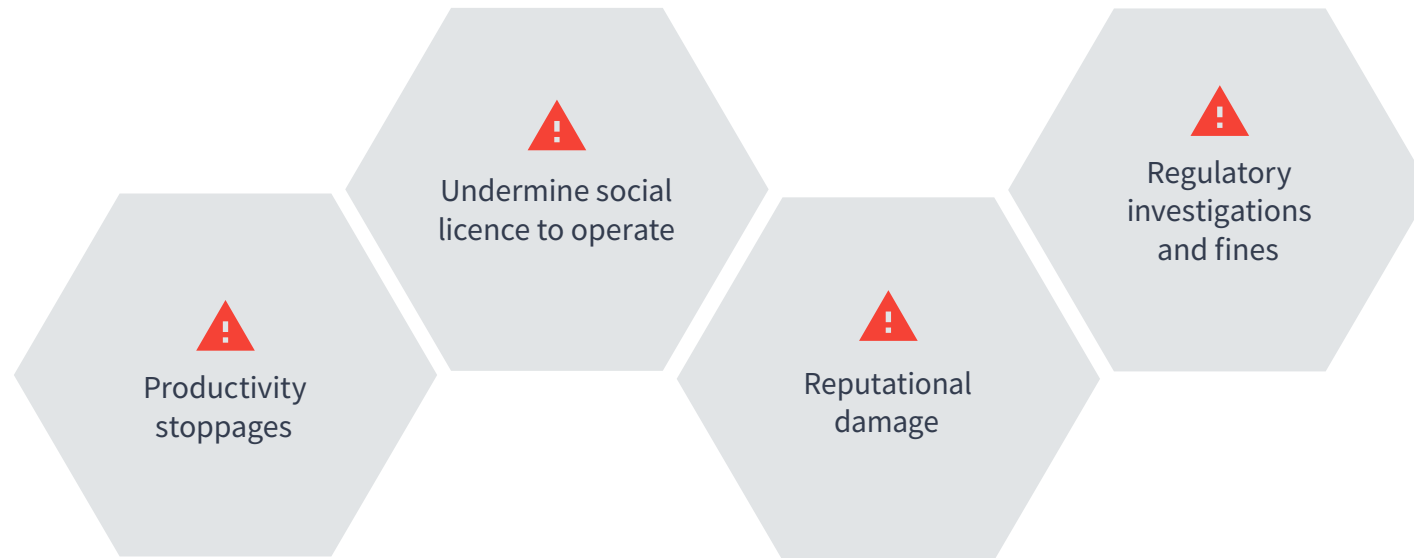 Productivity
stoppages
Undermine social
licence to operate
Reputational
damage
Regulatory
investigations
and fines